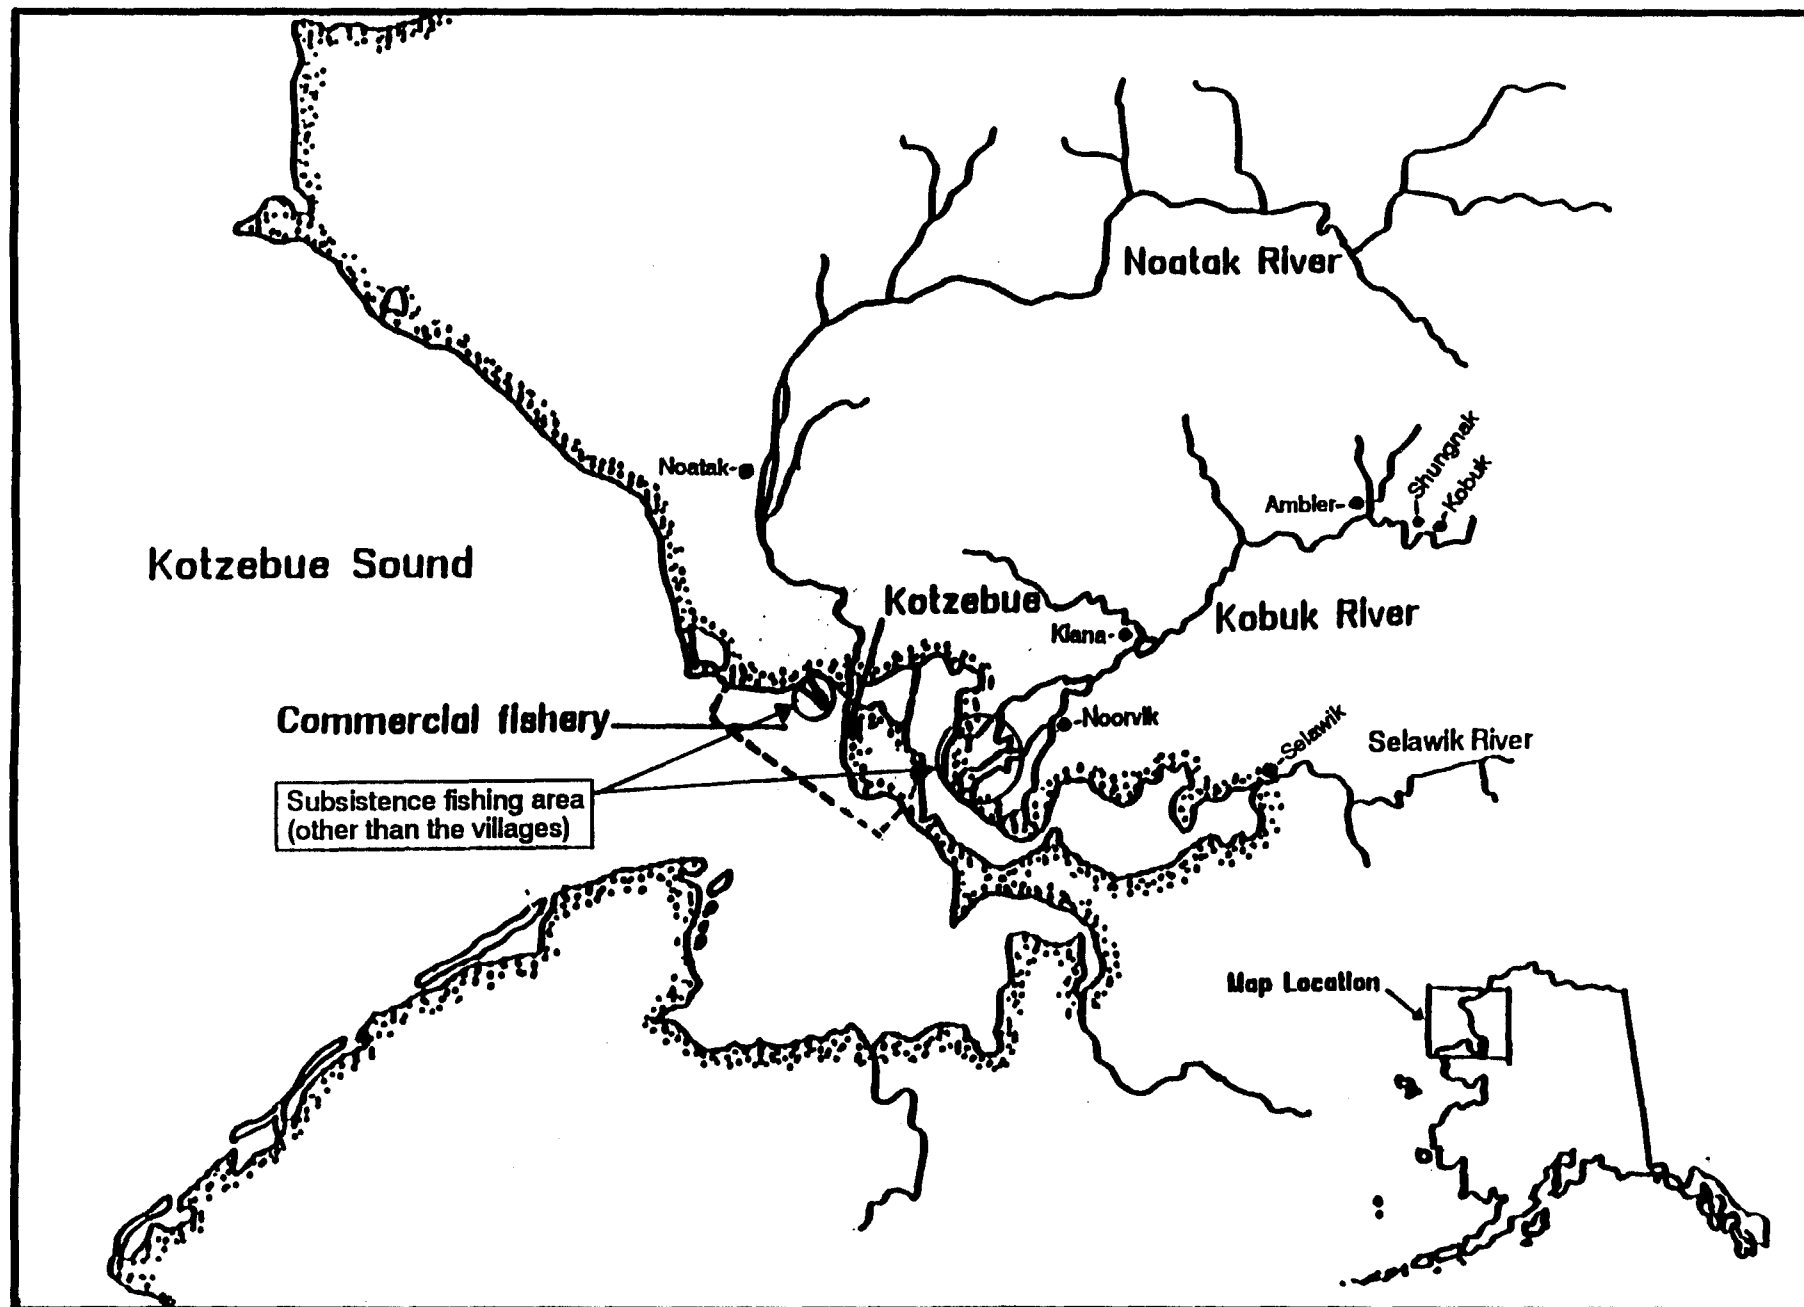 Noatak River
Noatak-
Shungnak
Kobuk
Ambler-
Kotzebue Sound
Kotzebue
Kobuk River
Kiana-
Commercial fishery
-Noorvik
Selawik
Selawik River
Subsistence fishing area
(other than the villages)
Map Location